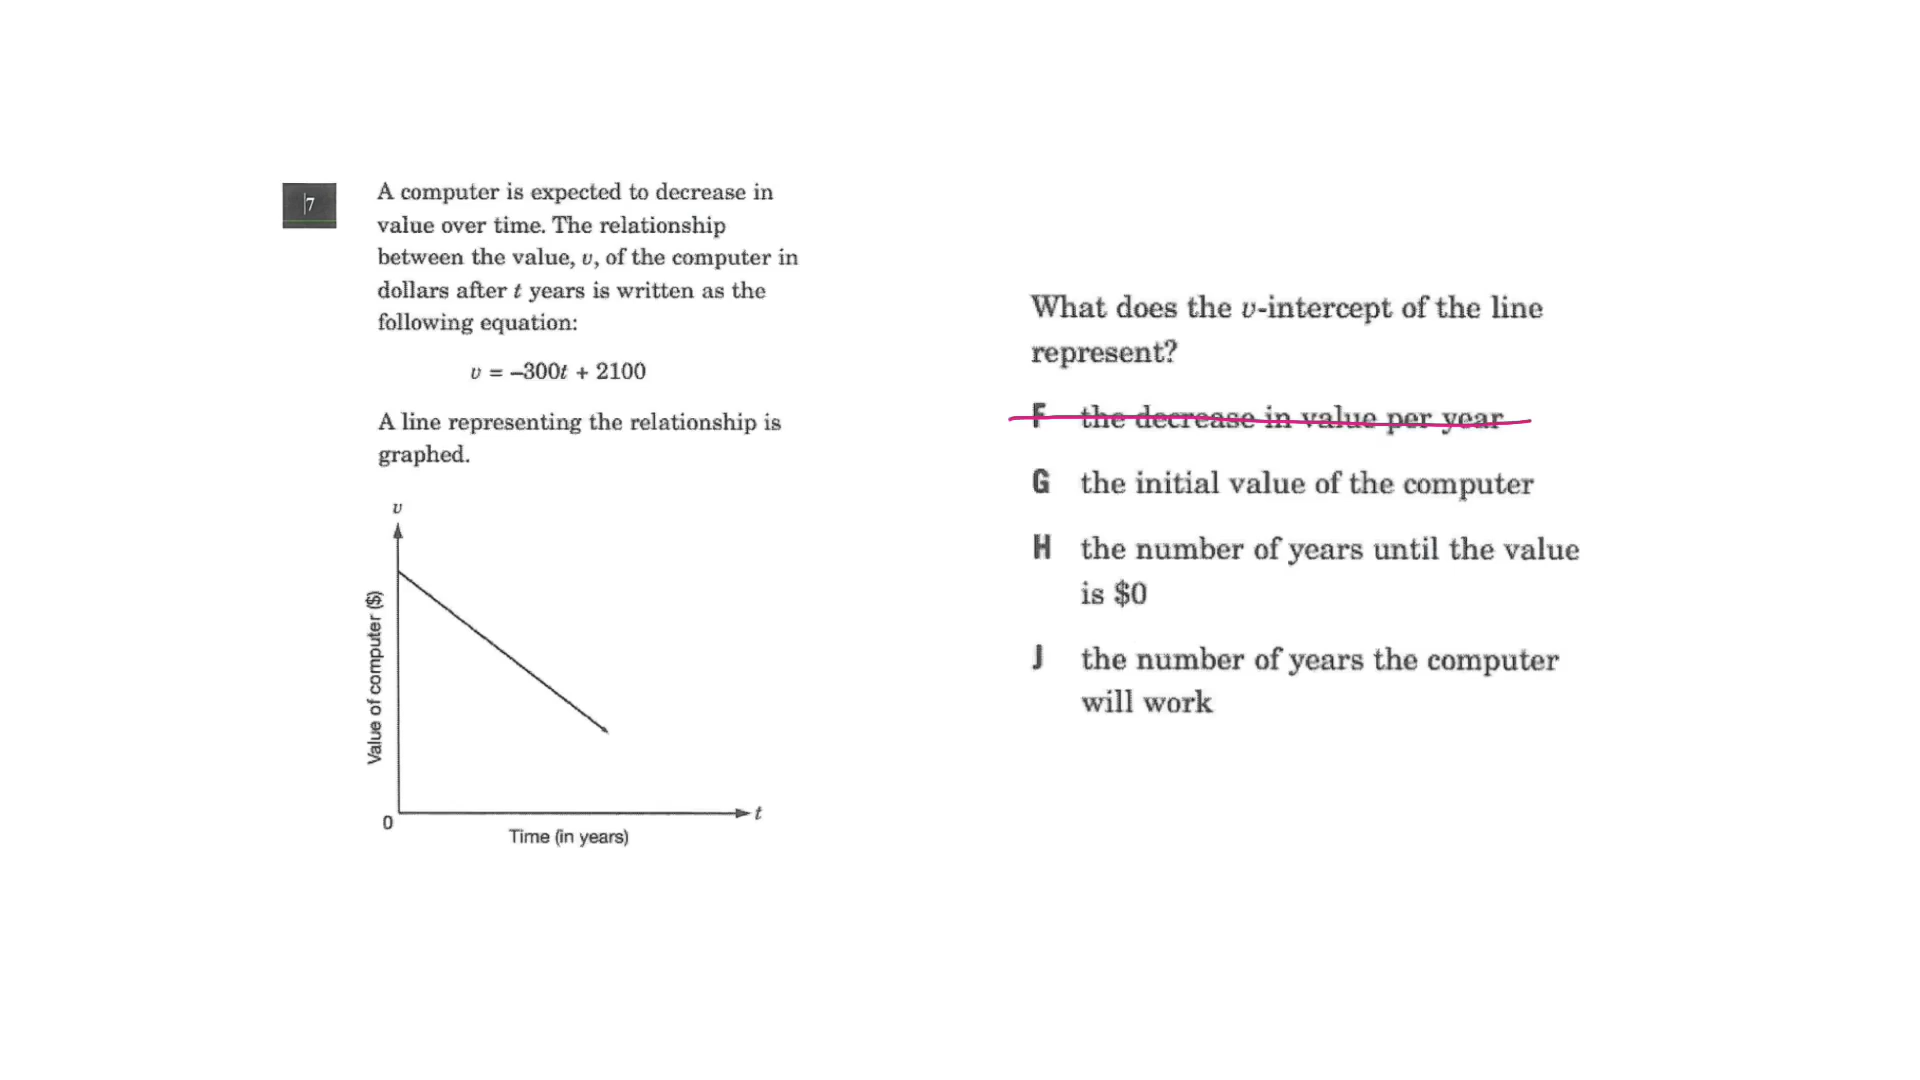 7
A computer is expected to decrease in
value over time. The relationship
between the value, v, of the computer in
dollars after t years is written as the
following equation:
v = –300t + 2100
A line representing the relationship is
graphed.
v
Value of computer ($)
0
t
Time (in years)
What does the v-intercept of the line
represent?
F the decrease in value per year
G the initial value of the computer
H the number of years until the value
is $0
J the number of years the computer
will work